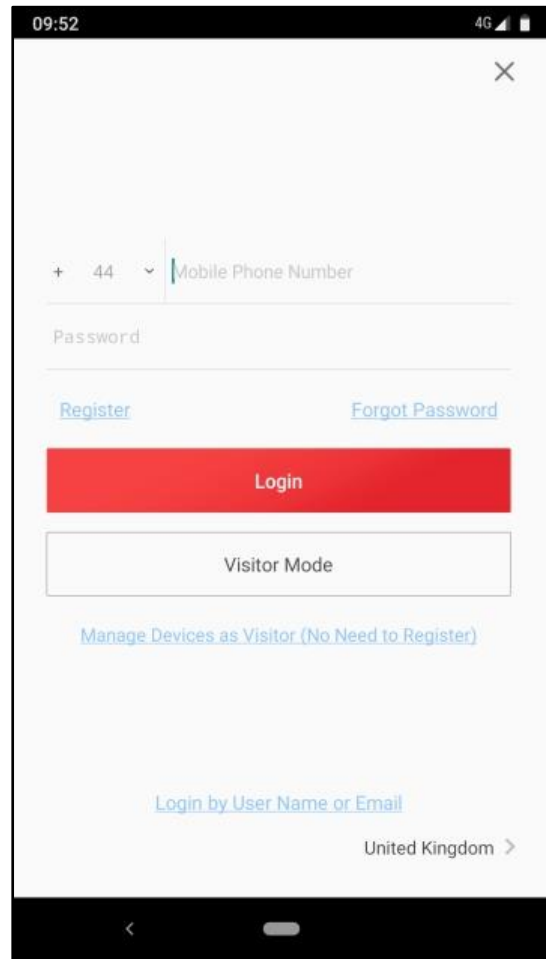 09:52 4G
+ 44 Mobile Phone Number
Password
Register Forgot Password
Login
Visitor Mode
Manage Devices as Visitor (No Need to Register)
Login by User Name or Email
United Kingdom